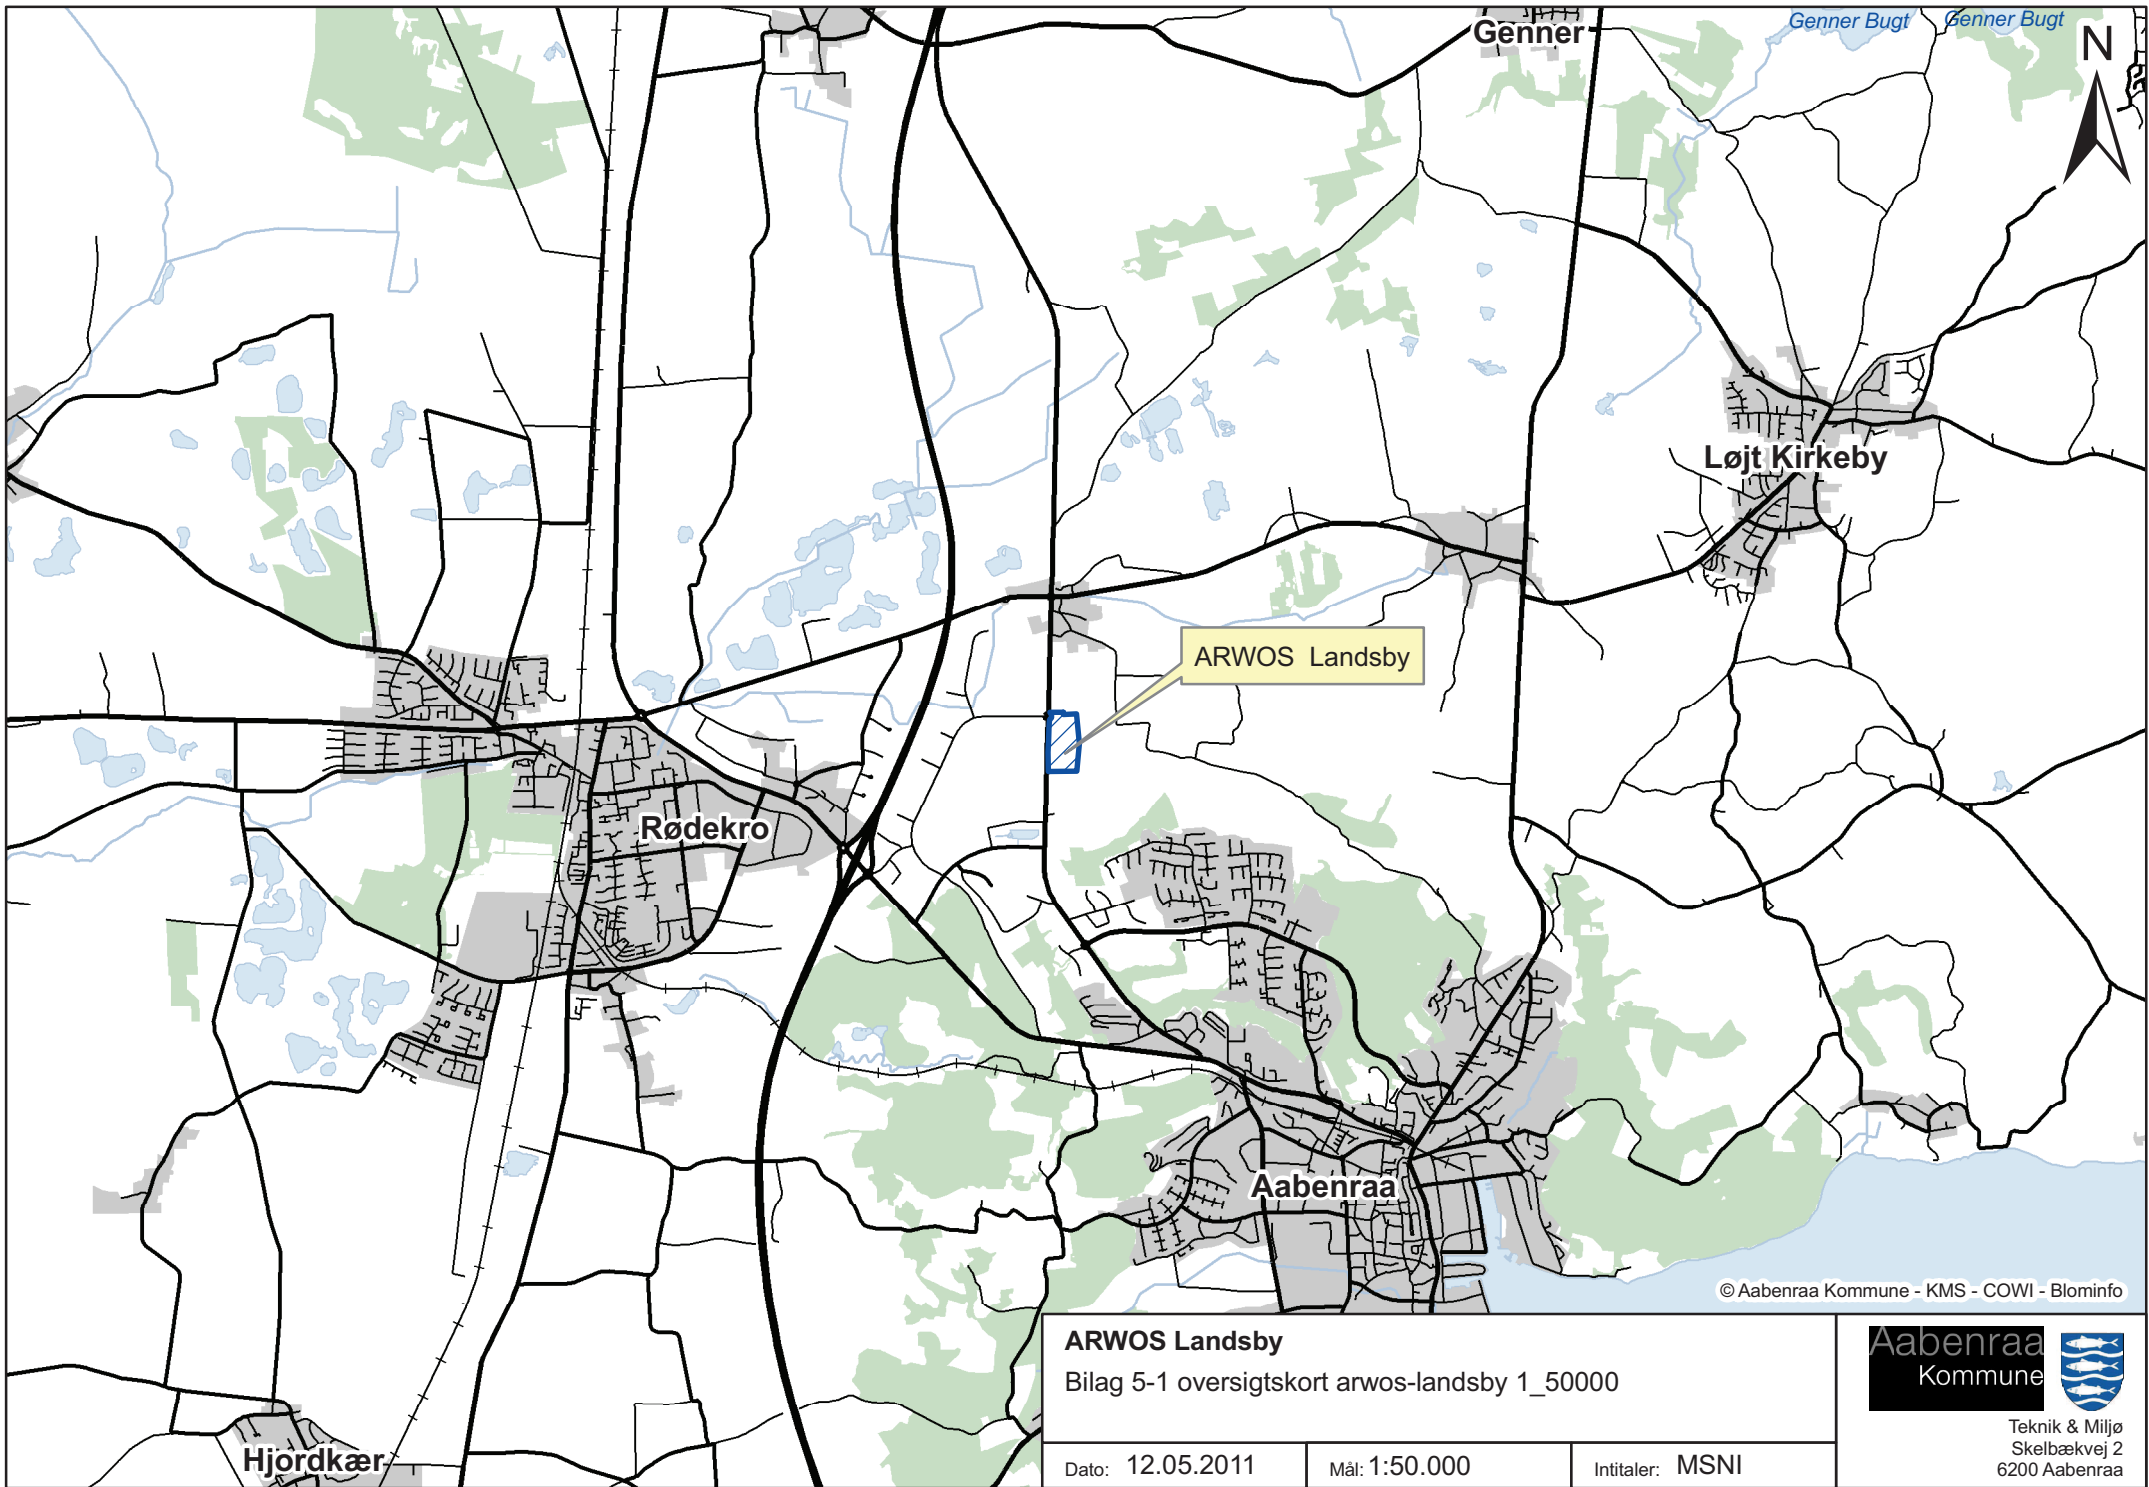 Genner
Genner Bugt
Genner Bugt
N
Løjt Kirkeby
ARWOS Landsby
Rødekro
Aabenraa
Hjordkær
© Aabenraa Kommune - KMS - COWI - Blominfo
ARWOS Landsby
Bilag 5-1 oversigtskort arwos-landsby 1_50000
Dato: 12.05.2011
Mål: 1:50.000
Intitaler: MSNI
Aabenraa
Kommune
Teknik & Miljø
Skelbækvej 2
6200 Aabenraa